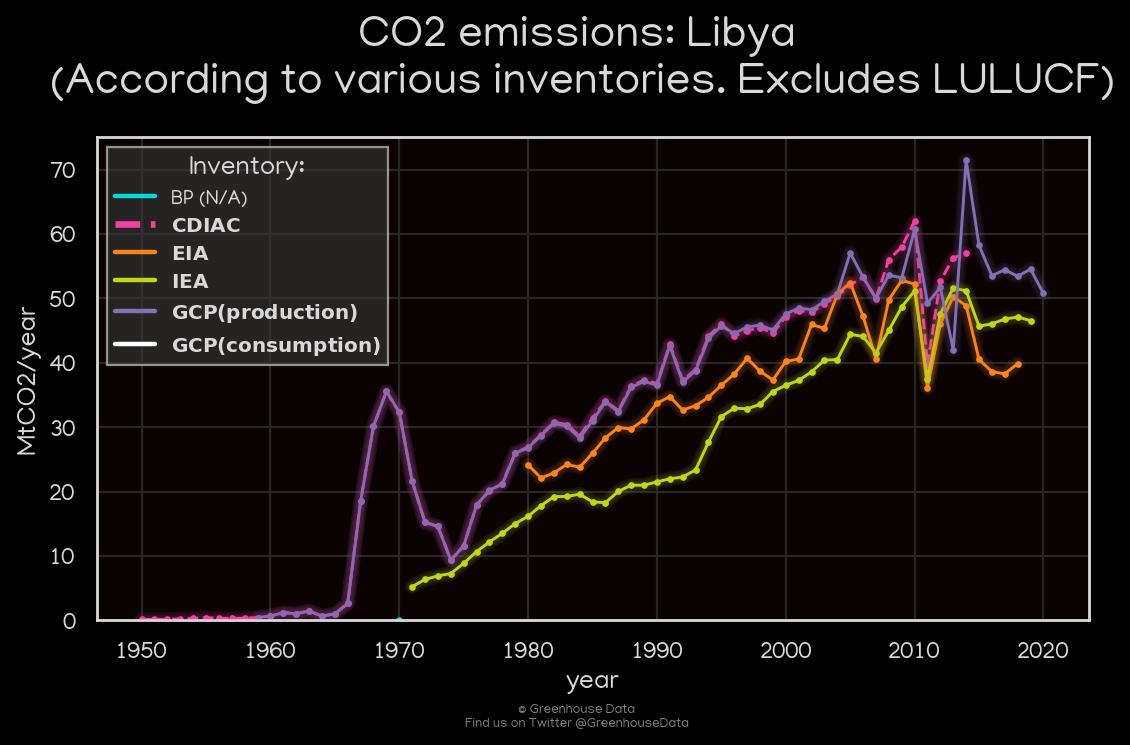 CO2 emissions: Libya
(According to various inventories. Excludes LULUCF)
Inventory:
BP (N/A)
CDIAC
EIA
IEA
GCP(production)
GCP(consumption)
MtCO2/year
70
60
50
40
30
20
10
0
1950 1960 1970 1980 1990 2000 2010 2020
year
© Greenhouse Data
Find us on Twitter @GreenhouseData